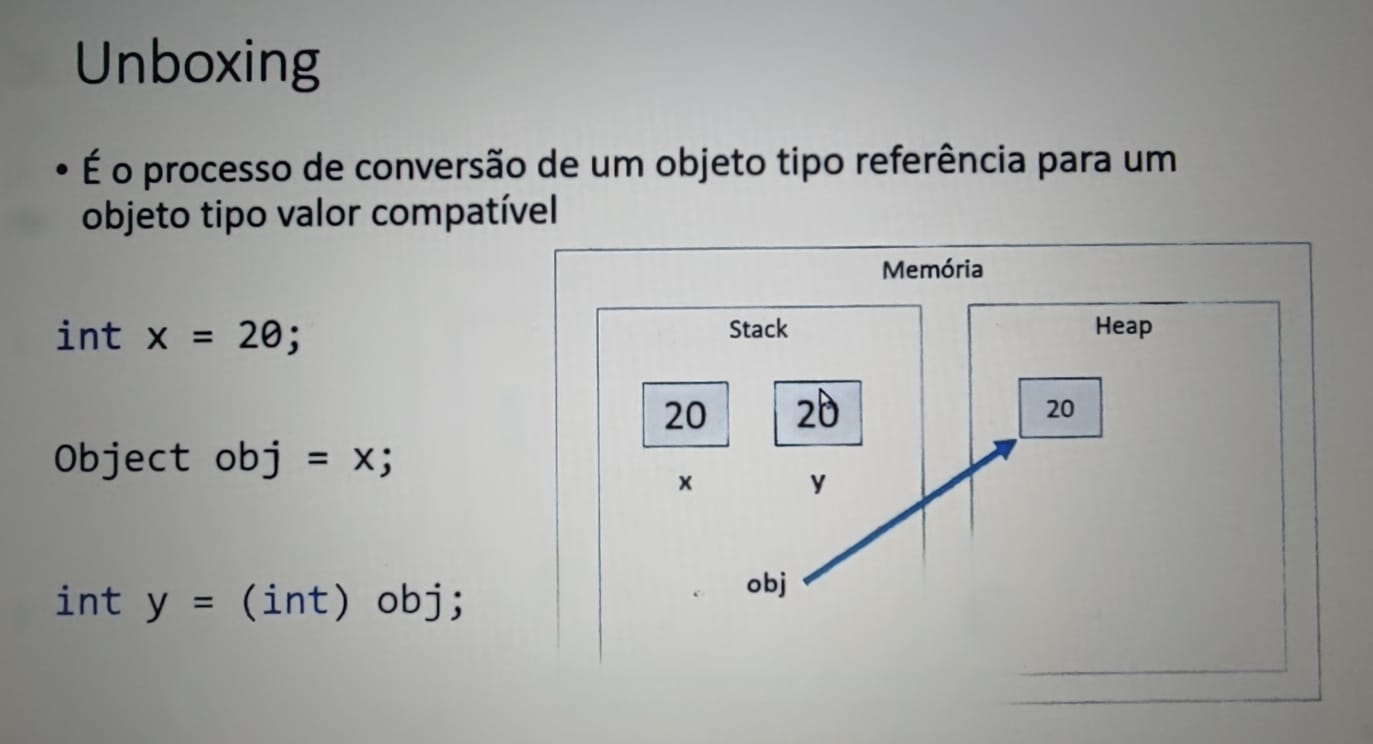 Unboxing
• É o processo de conversão de um objeto tipo referência para um
objeto tipo valor compatível
int x = 20;
Object obj = x;
int y = (int) obj;
Memória
Stack
Heap
20
20
20
x
y
obj